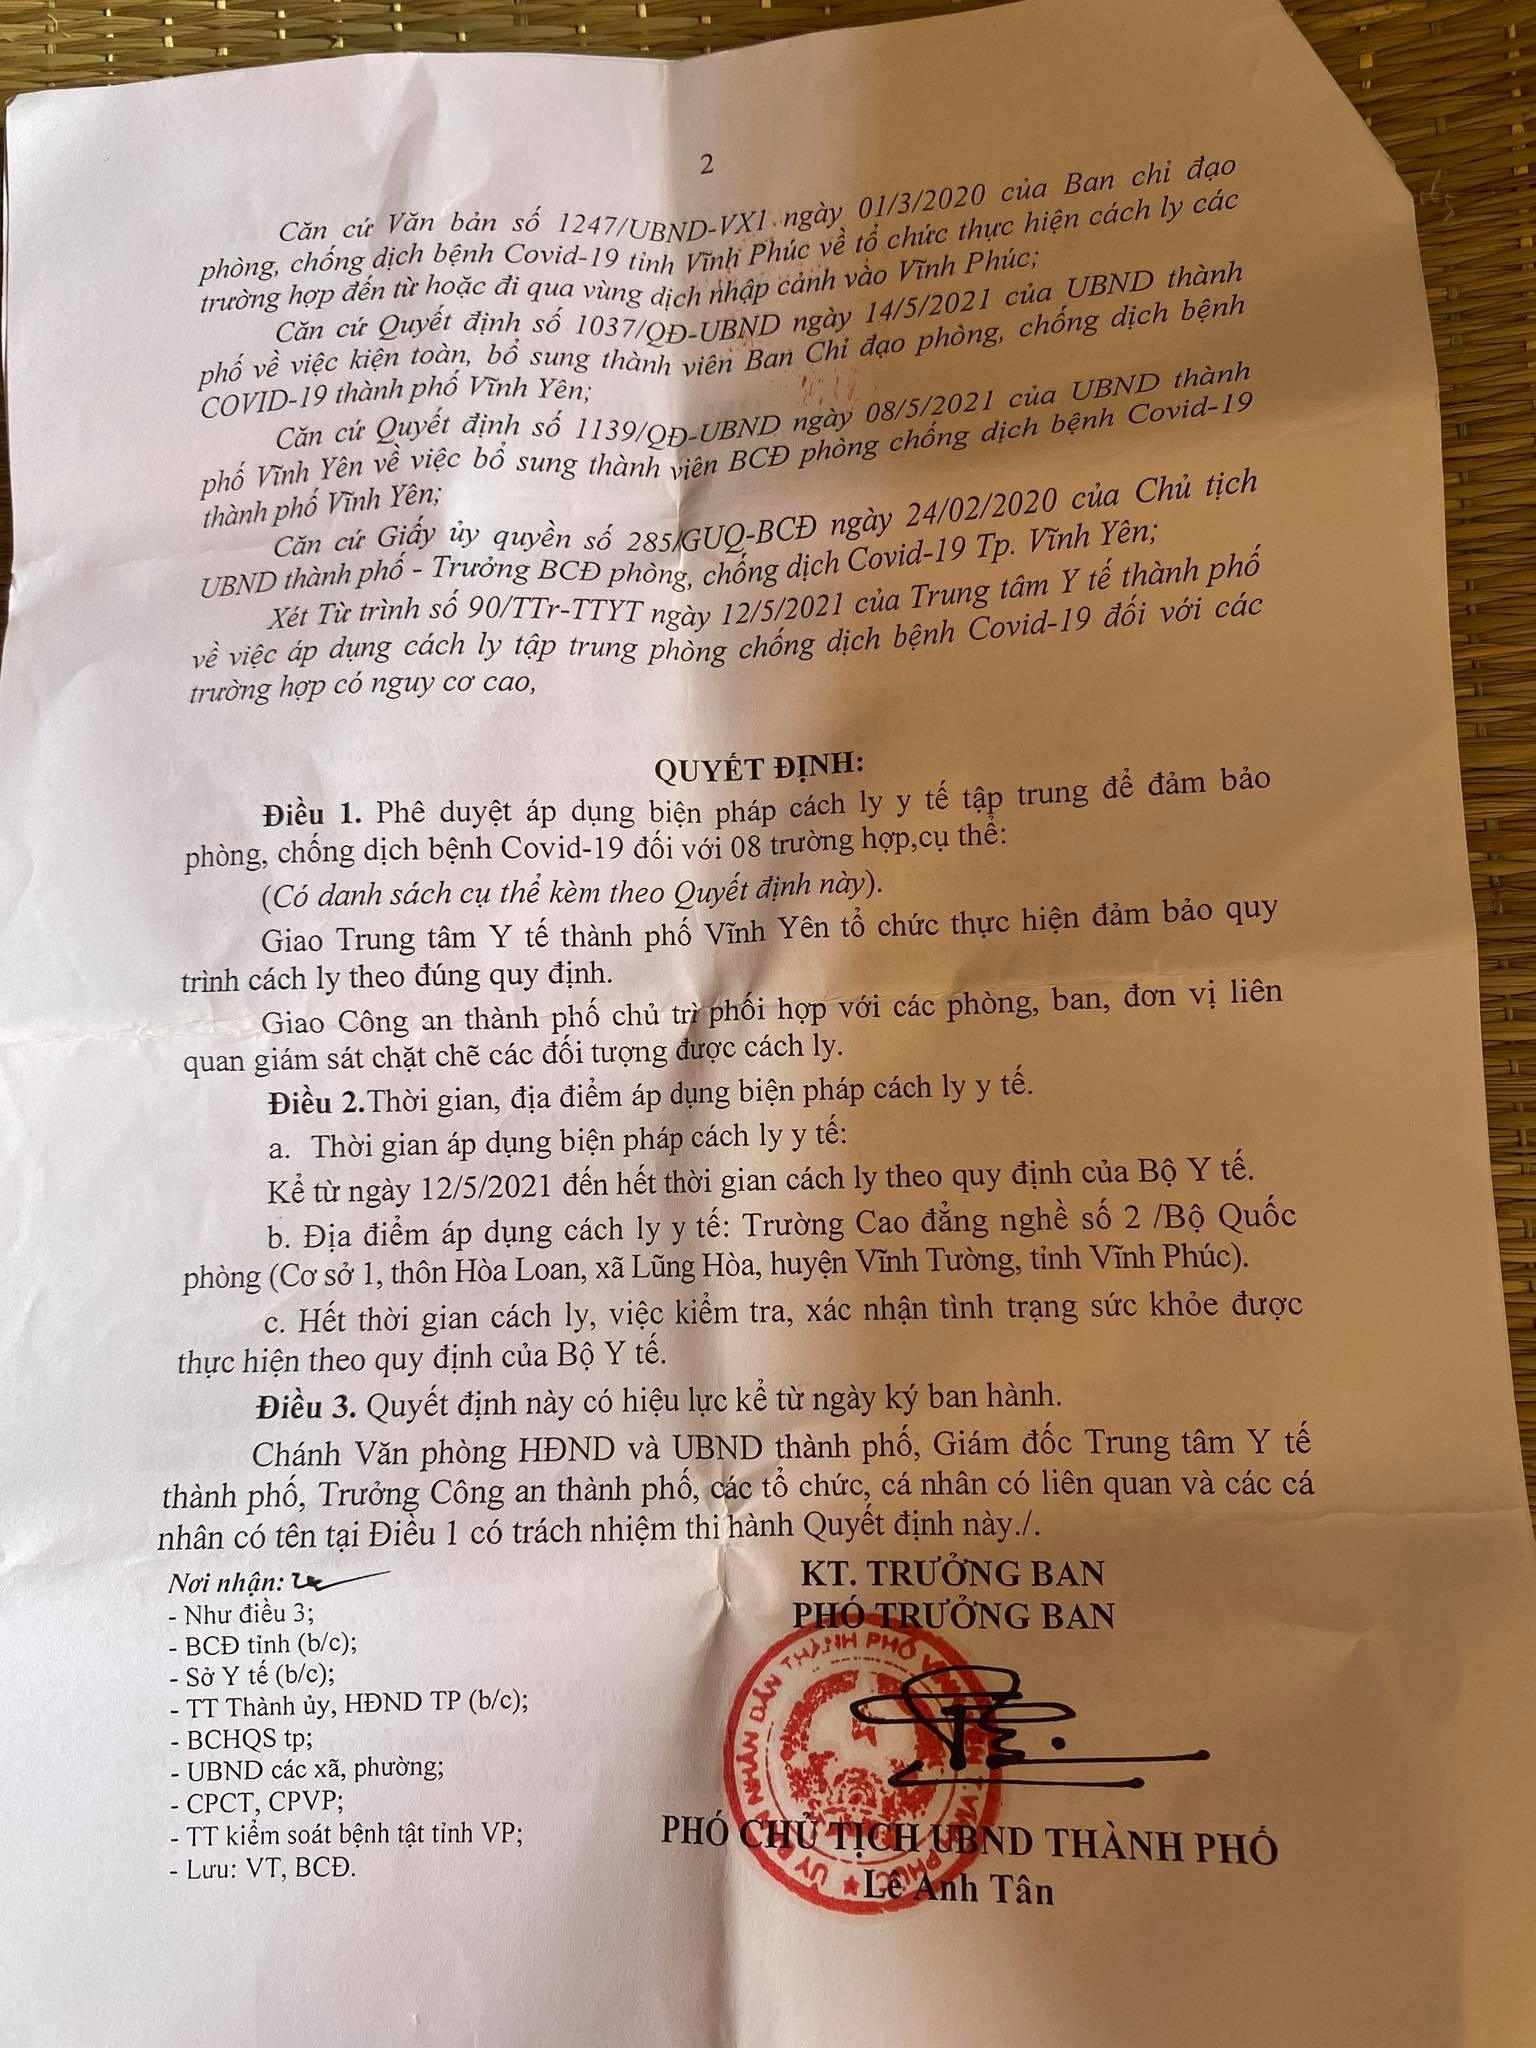 2
Căn cứ Văn bản số 1247/UBND-VX1 ngày 01/3/2020 của Ban chỉ đạo
phòng, chống dịch bệnh Covid-19 tỉnh Vĩnh Phúc về tổ chức thực hiện cách ly các
trường hợp đến từ hoặc đi qua vùng dịch nhập cảnh vào Vĩnh Phúc;
Căn cứ Quyết định số 1037/QĐ-UBND ngày 14/5/2021 của UBND thành
phố về việc kiện toàn, bổ sung thành viên Ban Chỉ đạo phòng, chống dịch bệnh
COVID-19 thành phố Vĩnh Yên;
Căn cứ Quyết định số 1139/QĐ-UBND ngày 08/5/2021 của UBND thành
phố Vĩnh Yên về việc bổ sung thành viên BCĐ phòng chống dịch bệnh Covid-19
thành phố Vĩnh Yên;
Căn cứ Giấy ủy quyền số 285/GUQ-BCĐ ngày 24/02/2020 của Chủ tịch
UBND thành phố - Trưởng BCĐ phòng, chống dịch Covid-19 Tp. Vĩnh Yên;
Xét Từ trình số 90/TTr-TTYT ngày 12/5/2021 của Trung tâm Y tế thành phố
về việc áp dụng cách ly tập trung phòng chống dịch bệnh Covid-19 đối với các
trường hợp có nguy cơ cao,
QUYẾT ĐỊNH:
Điều 1. Phê duyệt áp dụng biện pháp cách ly y tế tập trung để đảm bảo
phòng, chống dịch bệnh Covid-19 đối với 08 trường hợp,cụ thể:
(Có danh sách cụ thể kèm theo Quyết định này).
Giao Trung tâm Y tế thành phố Vĩnh Yên tổ chức thực hiện đảm bảo quy
trình cách ly theo đúng quy định.
Giao Công an thành phố chủ trì phối hợp với các phòng, ban, đơn vị liên
quan giám sát chặt chẽ các đối tượng được cách ly.
Điều 2.Thời gian, địa điểm áp dụng biện pháp cách ly y tế.
a. Thời gian áp dụng biện pháp cách ly y tế:
Kể từ ngày 12/5/2021 đến hết thời gian cách ly theo quy định của Bộ Y tế.
b. Địa điểm áp dụng cách ly y tế: Trường Cao đẳng nghề số 2 /Bộ Quốc
phòng (Cơ sở 1, thôn Hòa Loan, xã Lũng Hòa, huyện Vĩnh Tường, tỉnh Vĩnh Phúc).
c. Hết thời gian cách ly, việc kiểm tra, xác nhận tình trạng sức khỏe được
thực hiện theo quy định của Bộ Y tế.
Điều 3. Quyết định này có hiệu lực kể từ ngày ký ban hành.
Chánh Văn phòng HĐND và UBND thành phố, Giám đốc Trung tâm Y tế
thành phố, Trưởng Công an thành phố, các tổ chức, cá nhân có liên quan và các cá
nhân có tên tại Điều 1 có trách nhiệm thi hành Quyết định này./.
Nơi nhận:
- Như điều 3;
- BCĐ tỉnh (b/c);
- Sở Y tế (b/c);
- TT Thành ủy, HĐND TP (b/c);
- BCHQS tp;
- UBND các xã, phường;
- CPCT, CPVP;
- TT kiểm soát bệnh tật tỉnh VP;
- Lưu: VT, BCĐ.
KT. TRƯỞNG BAN
PHÓ TRƯỞNG BAN
PHÓ CHỦ TỊCH UBND THÀNH PHỐ
Lê Anh Tân